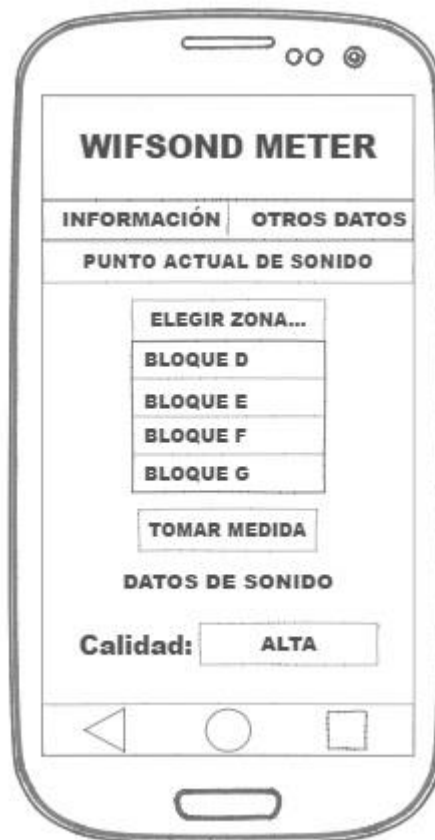 WIFSOND METER
INFORMACIÓN OTROS DATOS
PUNTO ACTUAL DE SONIDO
ELEGIR ZONA...
BLOQUE D
BLOQUE E
BLOQUE F
BLOQUE G
TOMAR MEDIDA
DATOS DE SONIDO
Calidad: ALTA